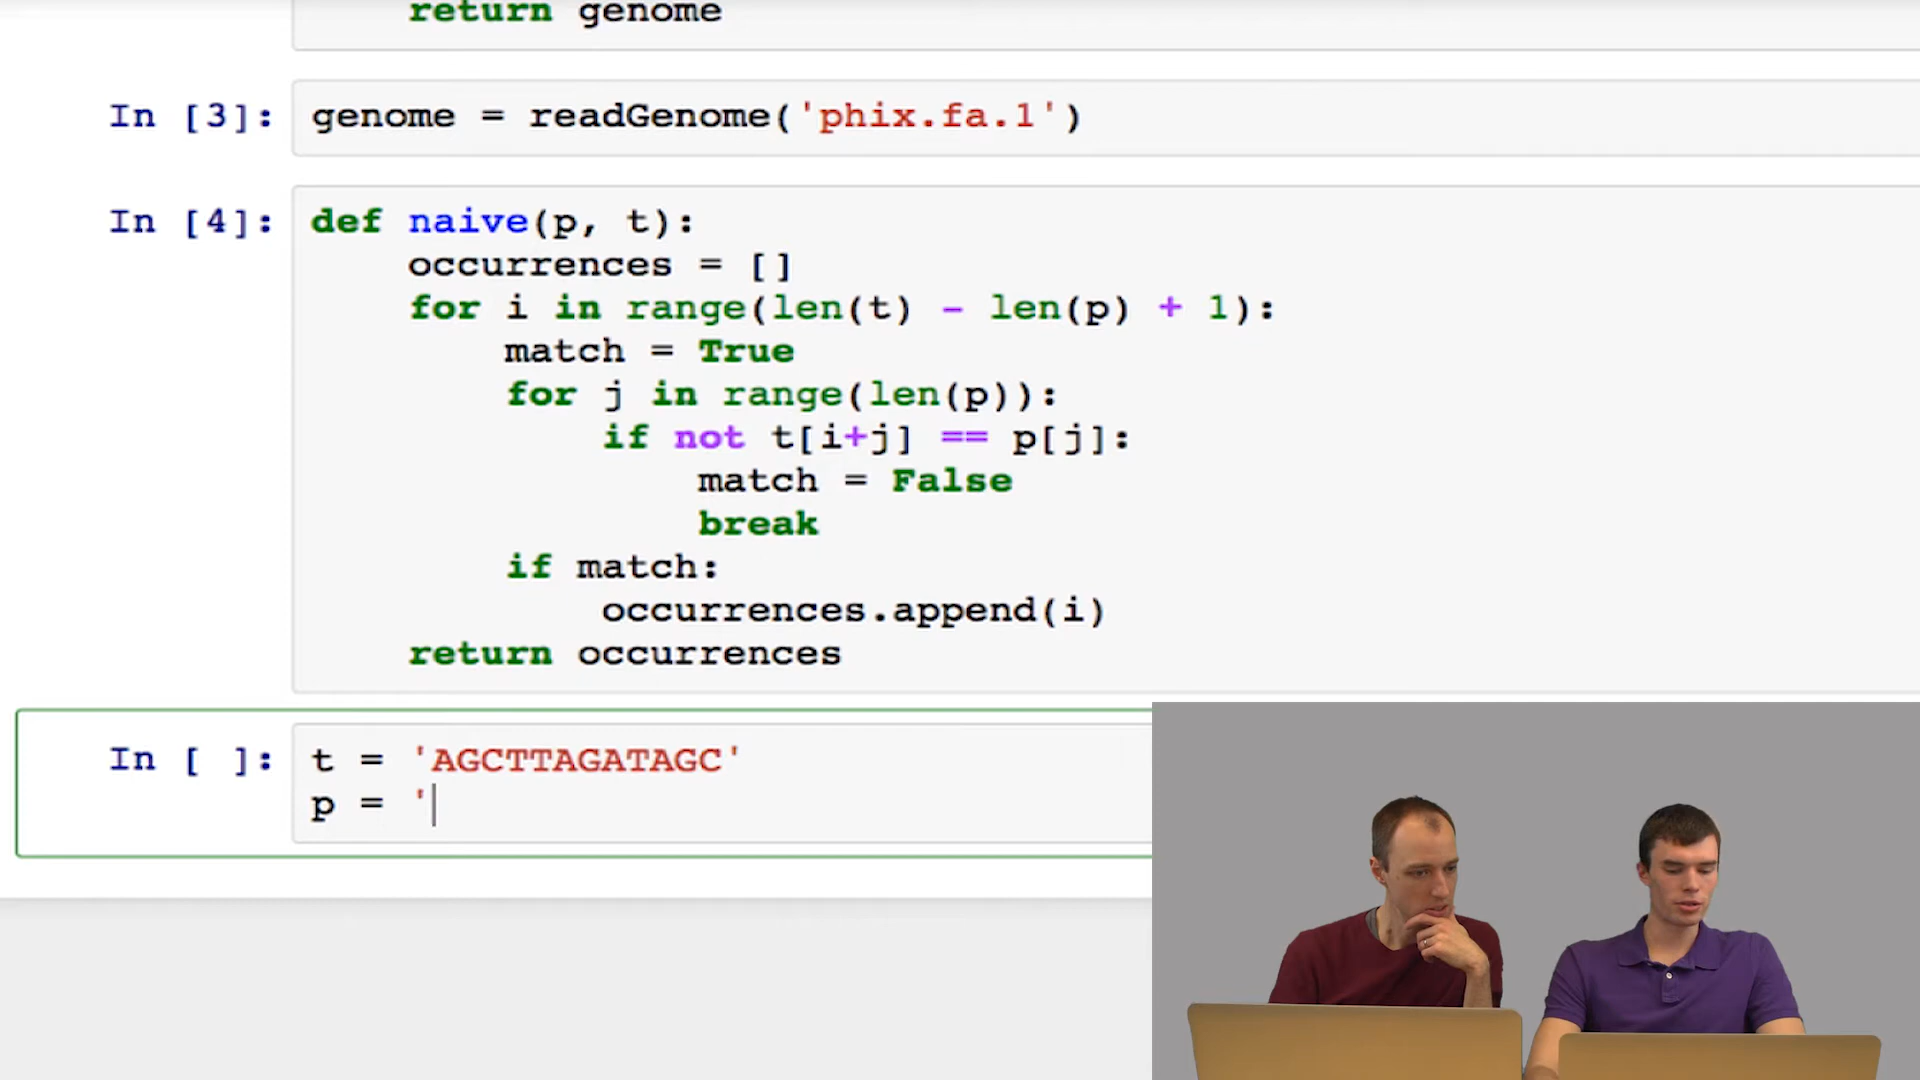 return genome
In [3]: genome = readGenome('phix.fa.1')
In [4]: def naive(p, t):
occurrences = []
for i in range(len(t) - len(p) + 1):
match = True
for j in range(len(p)):
if not t[i+j] == p[j]:
match = False
break
if match:
occurrences.append(i)
return occurrences
In [ ]: t = 'AGCTTAGATAGC'
p = '